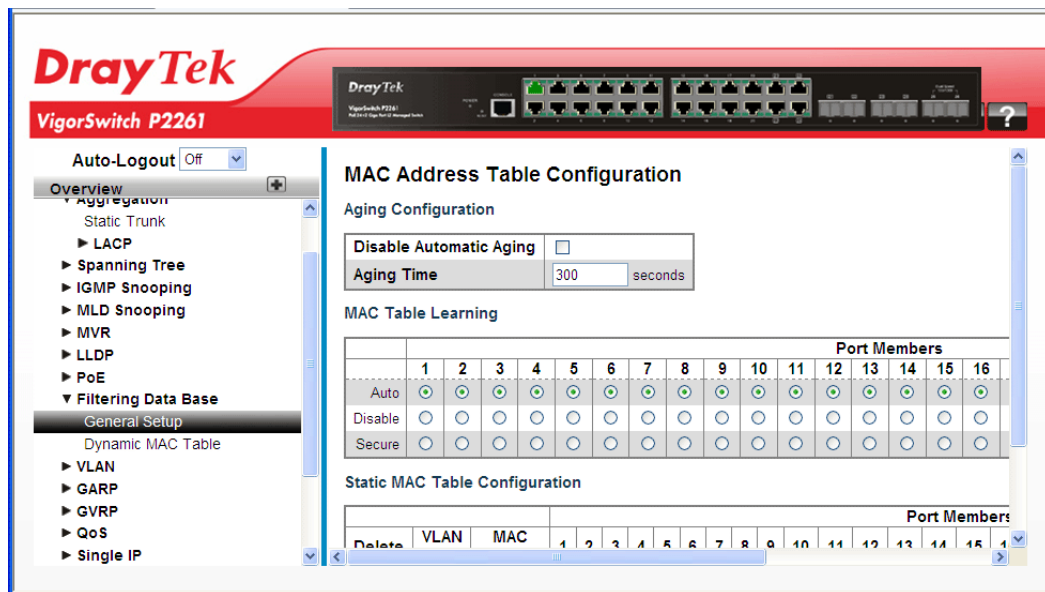 DrayTek
VigorSwitch P2261
DrayTek
VigorSwitch P2261
?
Auto-Logout Off
Overview
Aggregation
Static Trunk
LACP
Spanning Tree
IGMP Snooping
MLD Snooping
MVR
LLDP
PoE
Filtering Data Base
General Setup
Dynamic MAC Table
VLAN
GARP
GVRP
QoS
Single IP
MAC Address Table Configuration
Aging Configuration
Disable Automatic Aging
Aging Time 300 seconds
MAC Table Learning
Port Members
1 2 3 4 5 6 7 8 9 10 11 12 13 14 15 16
Auto
Disable
Secure
Static MAC Table Configuration
Port Members
Delete VLAN MAC 1 2 3 4 5 6 7 8 9 10 11 12 13 14 15 1